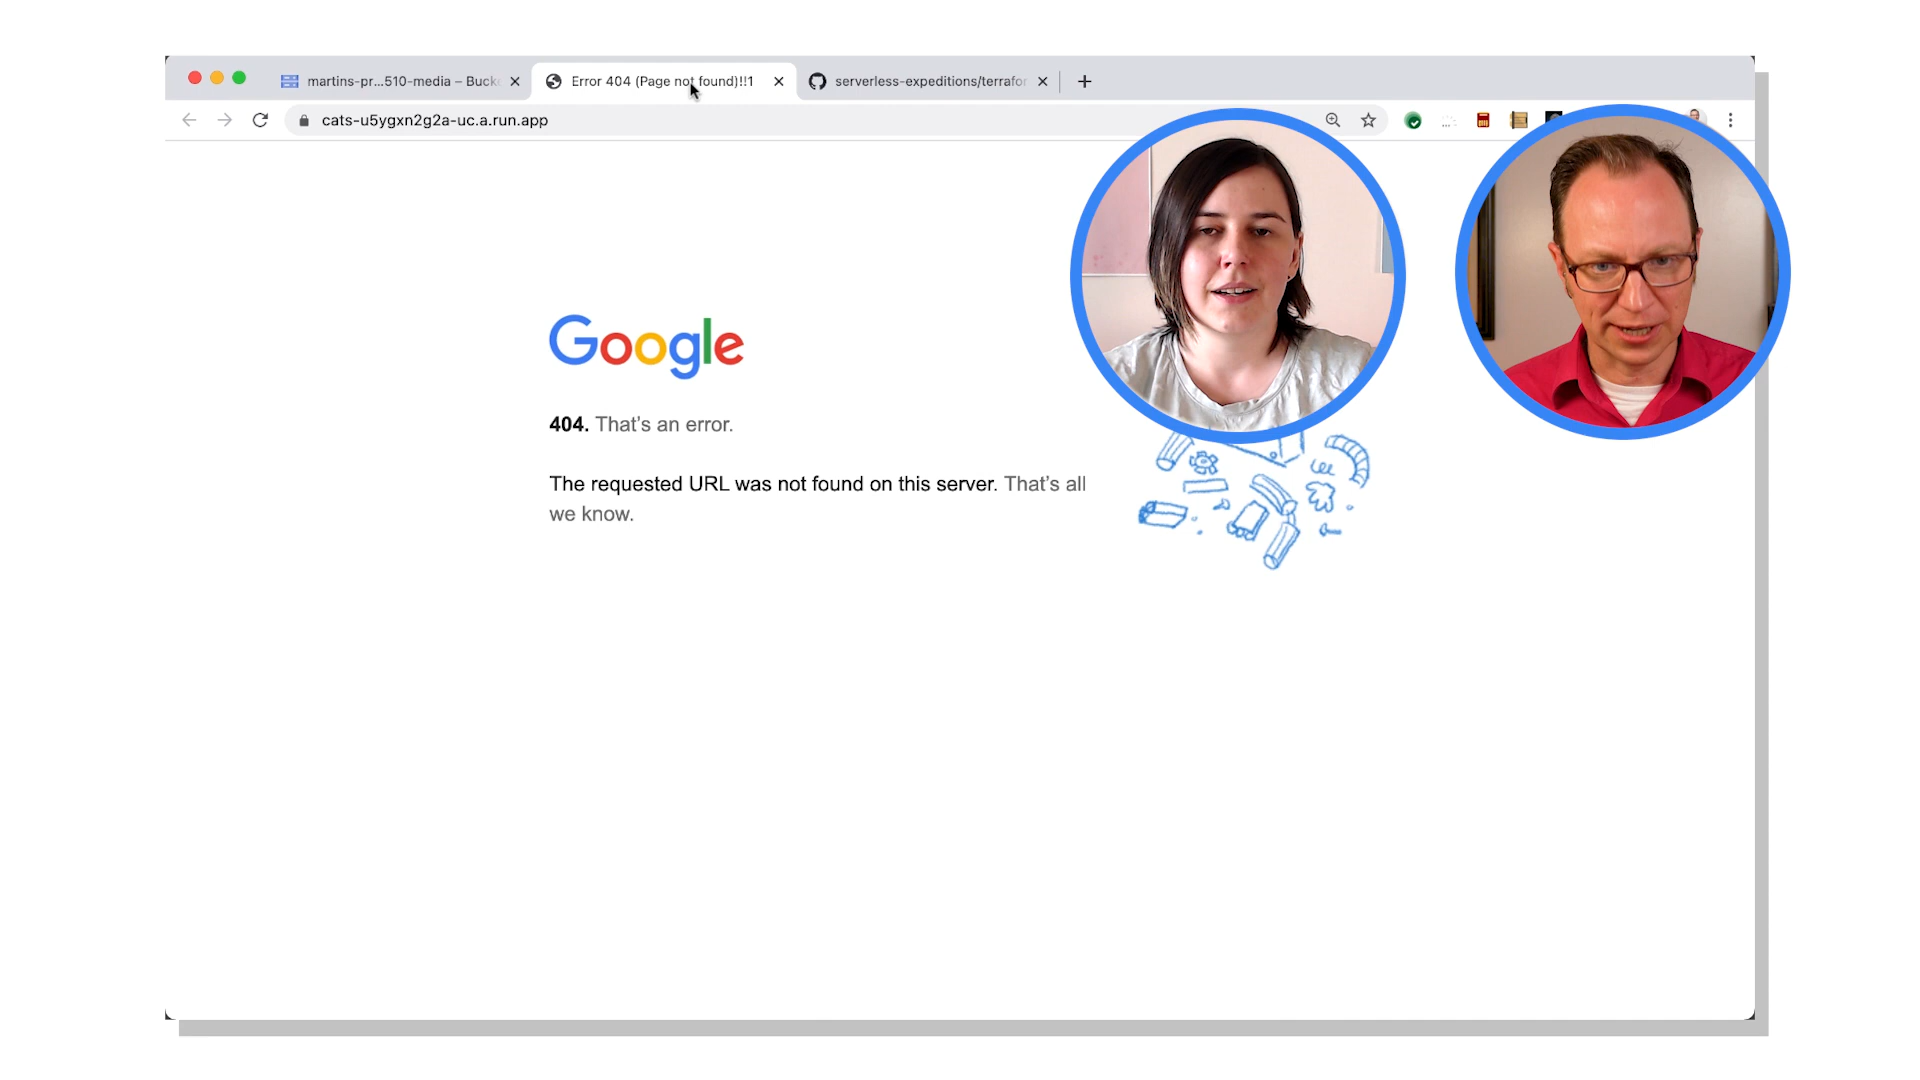 martins-pr...510-media – Bucke
Error 404 (Page not found)!!1
serverless-expeditions/terrafor
cats-u5ygxn2g2a-uc.a.run.app
Google
404. That's an error.
The requested URL was not found on this server. That's all
we know.